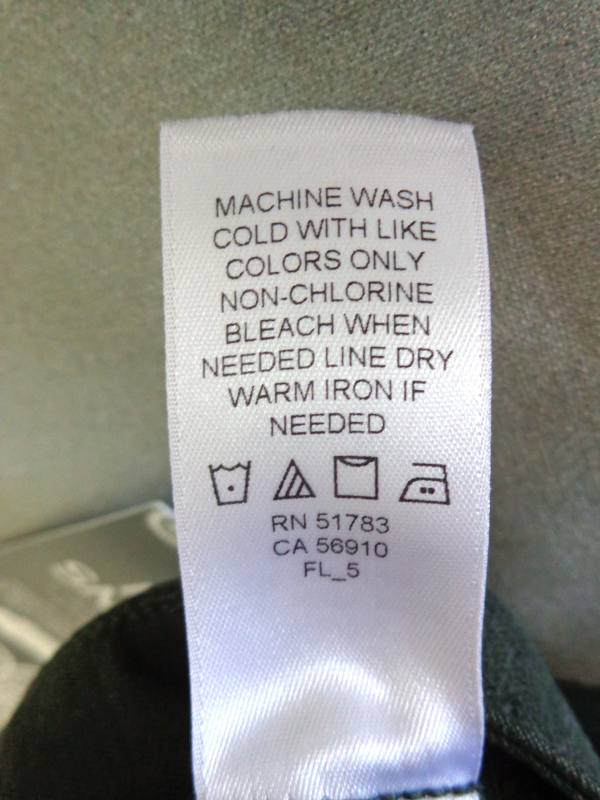 MACHINE WASH
COLD WITH LIKE
COLORS ONLY
NON-CHLORINE
BLEACH WHEN
NEEDED LINE DRY
WARM IRON IF
NEEDED
RN 51783
CA 56910
FL_5